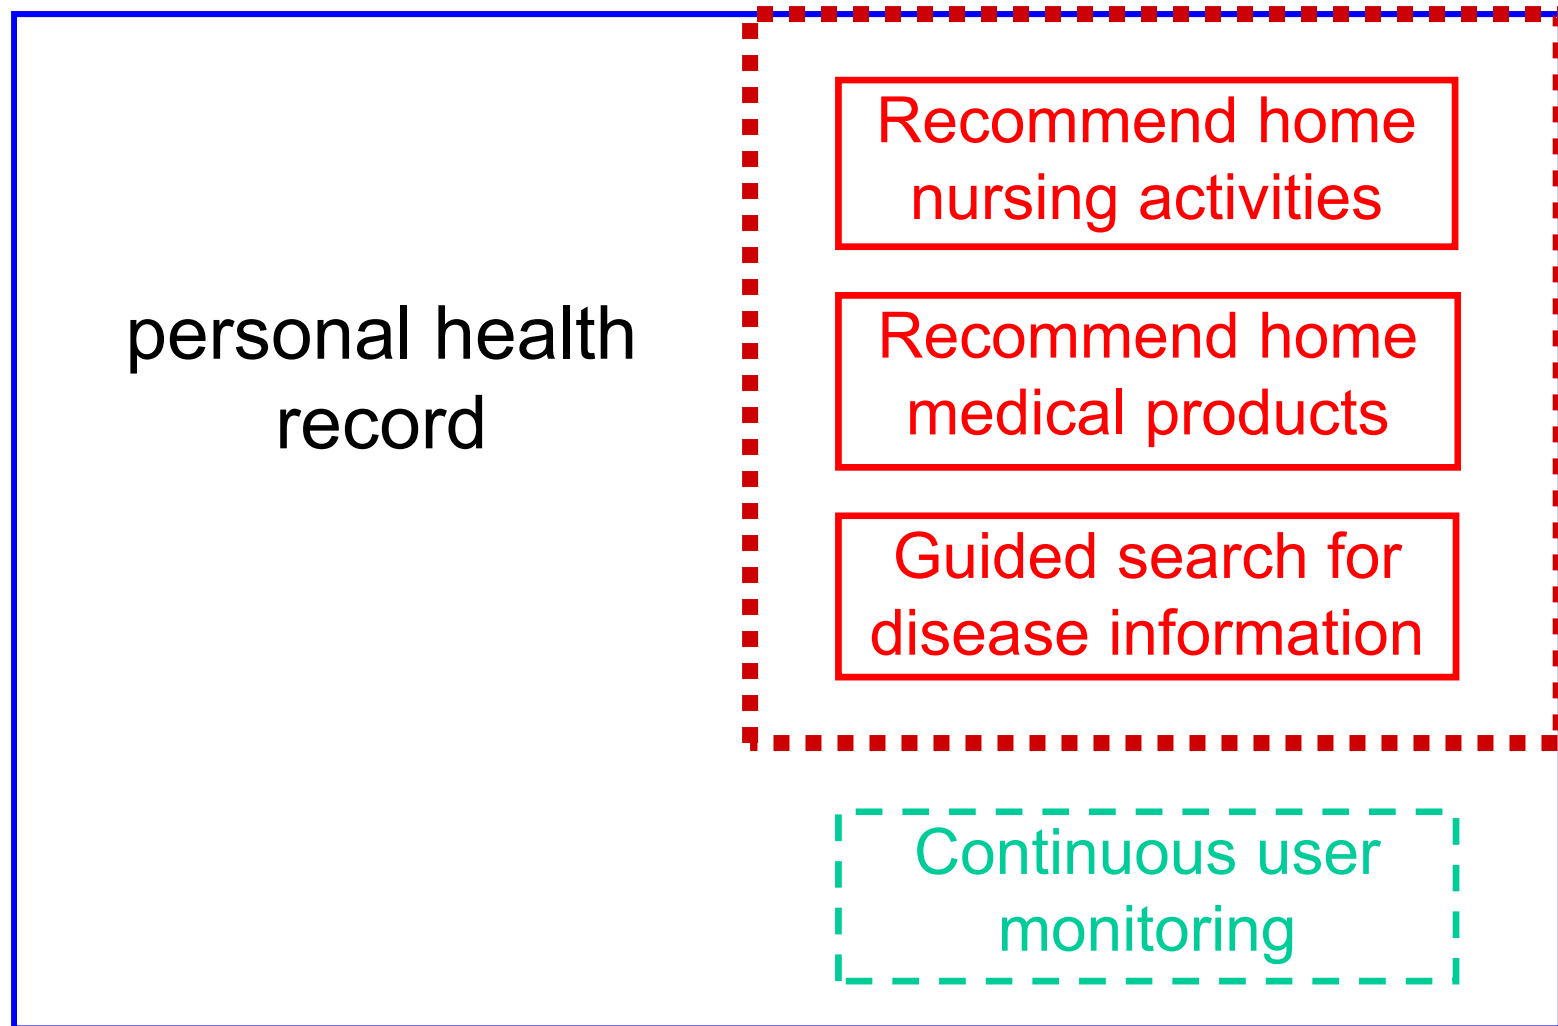 personal health
record
Recommend home
nursing activities
Recommend home
medical products
Guided search for
disease information
Continuous user
monitoring